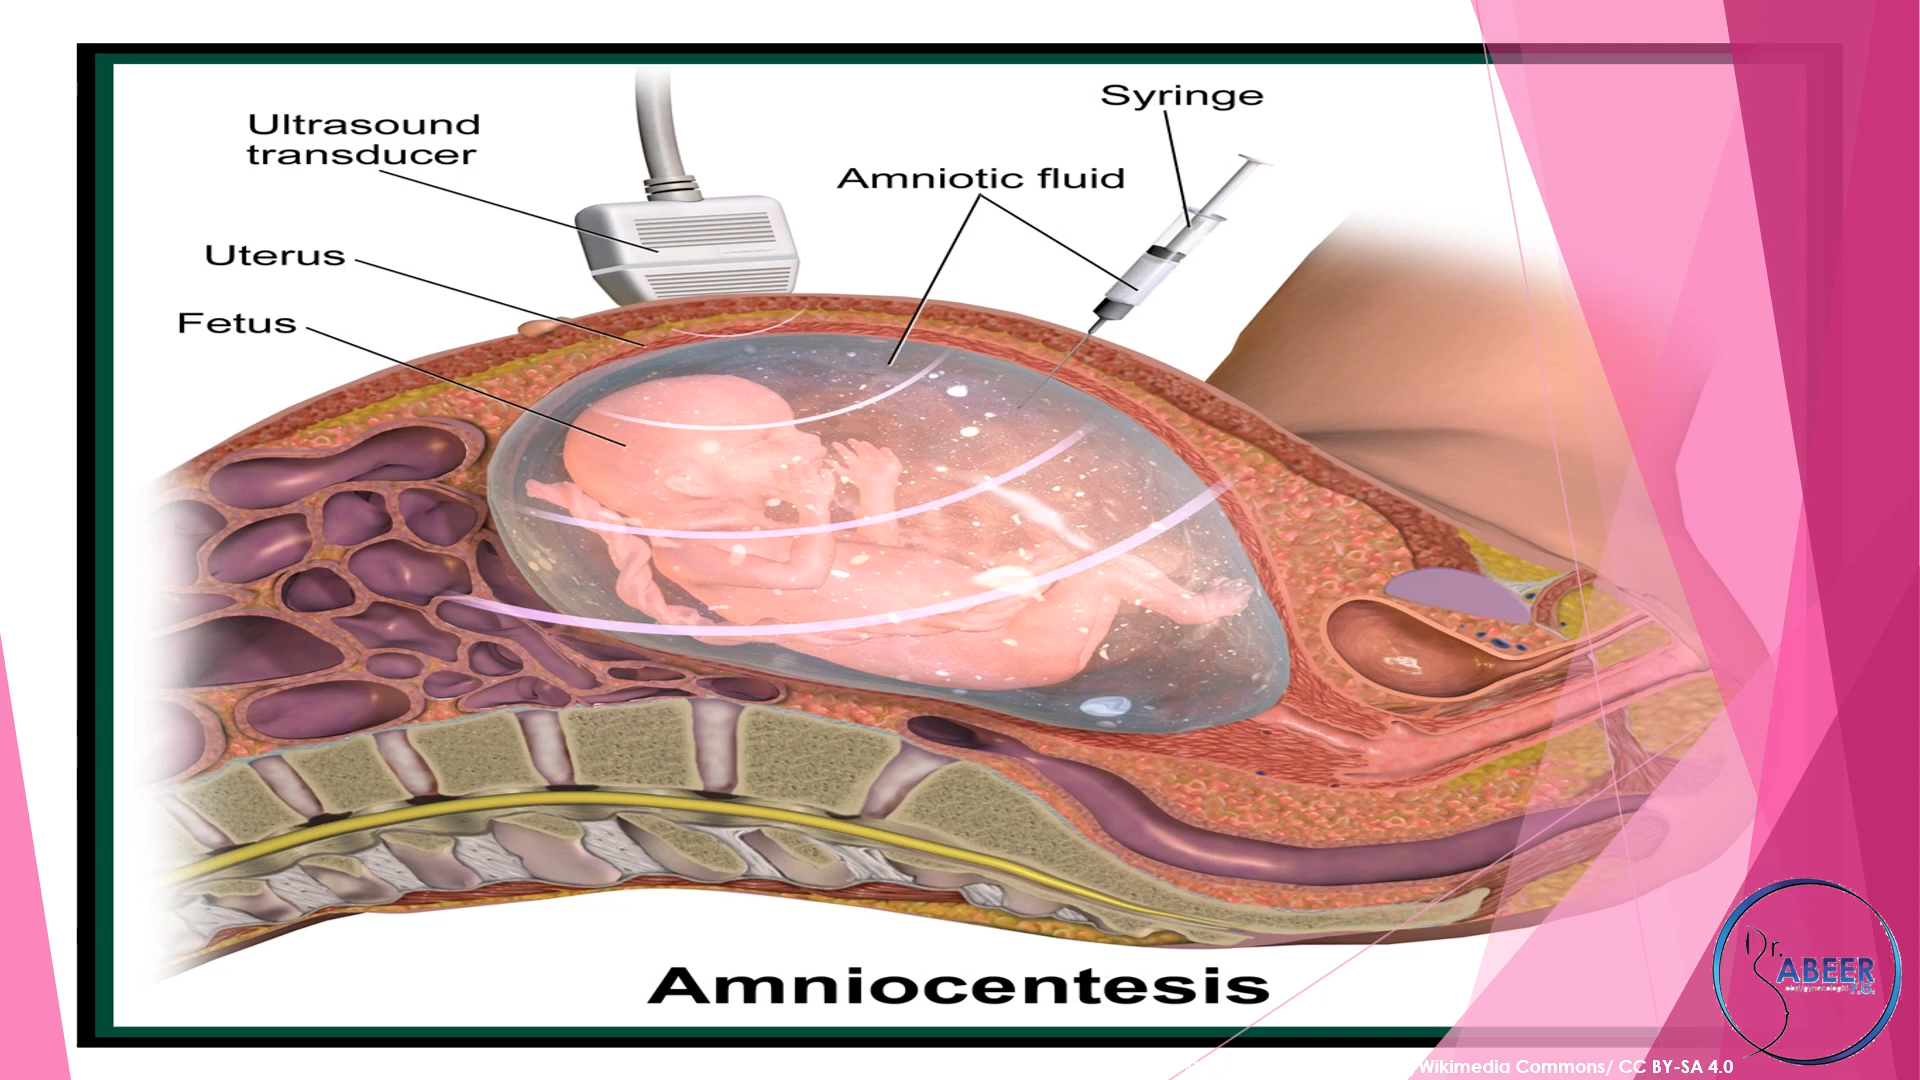 Syringe
Ultrasound
transducer
Amniotic fluid
Uterus
Fetus
Amniocentesis
Dr.
ABEER
F.G.
Wikimedia Commons/ CC BY-SA 4.0